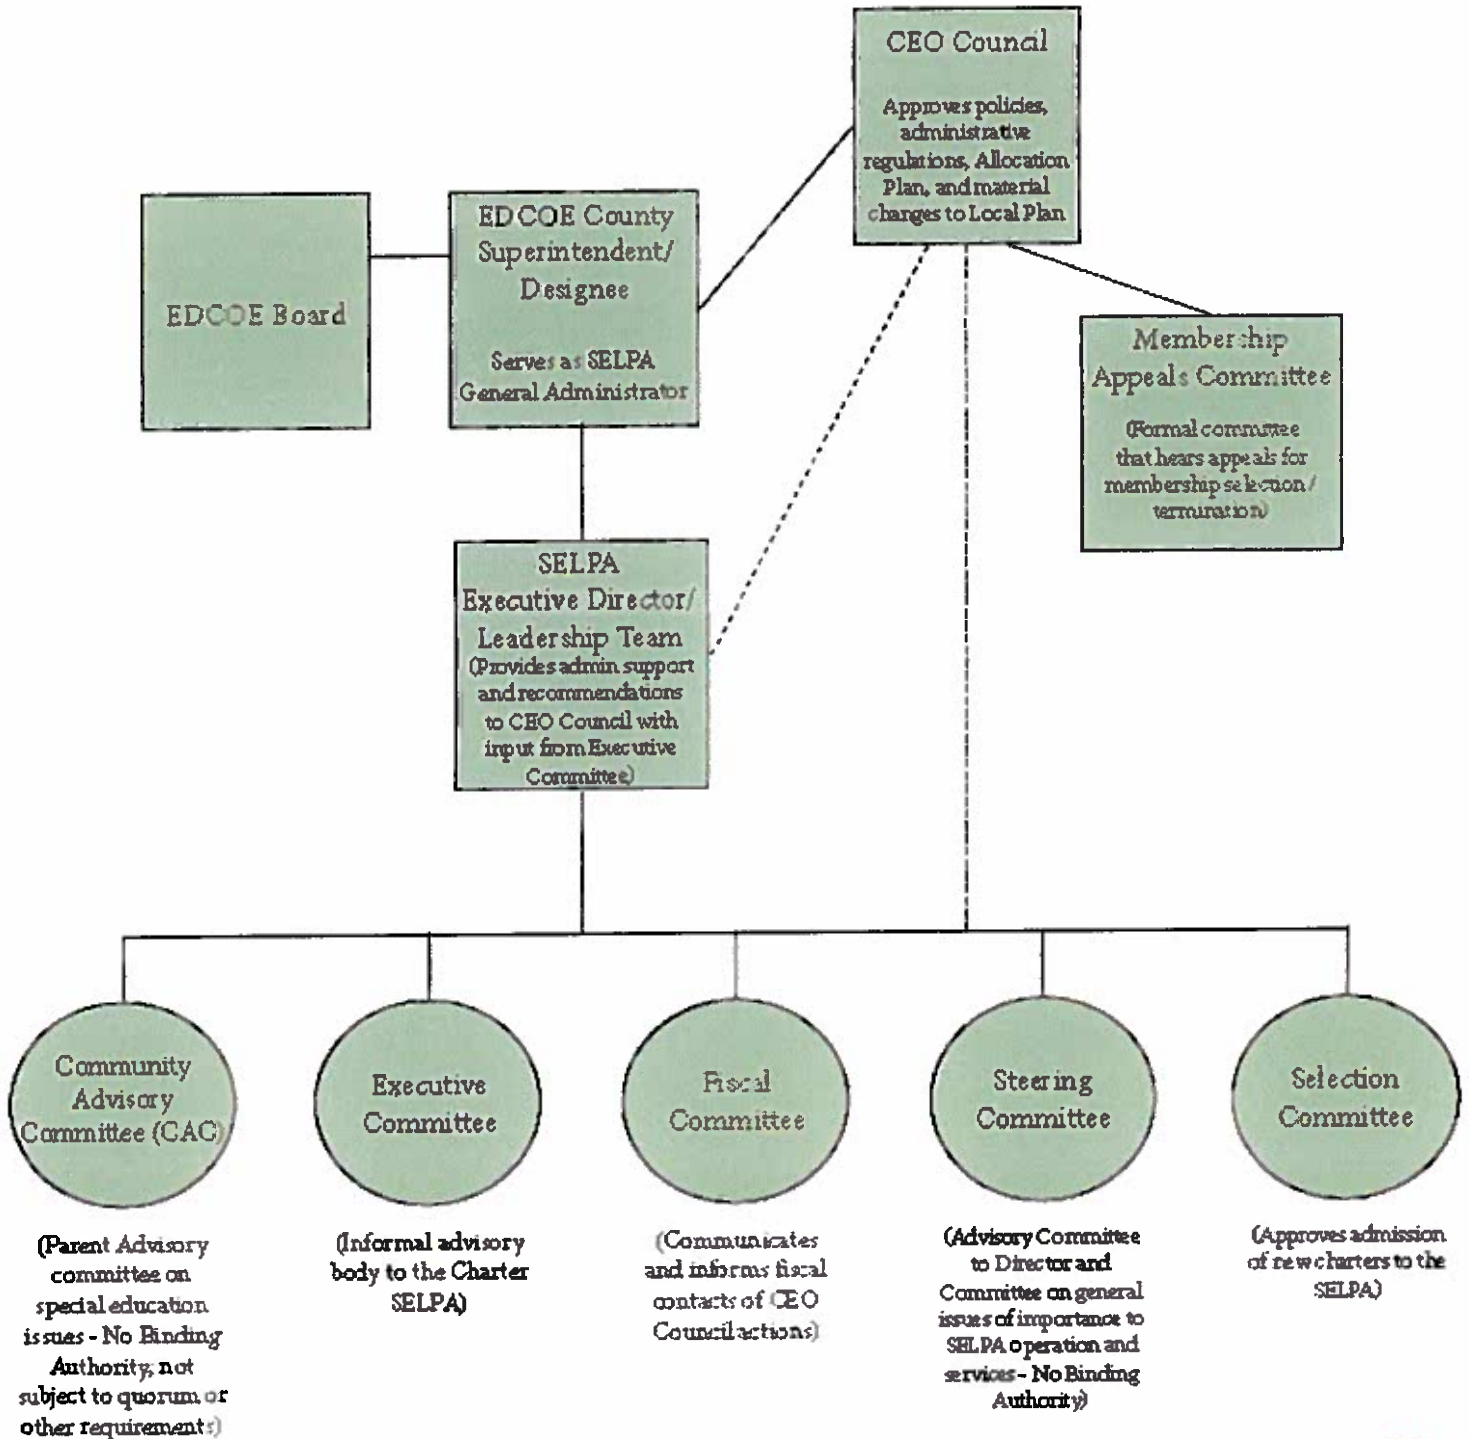 CEO Council
Approves policies,
administrative
regulations, Allocation
Plan, and material
changes to Local Plan
EDCOE Board
EDCOE County
Superintendent/
Designee
Serves as SELPA
General Administrator
Membership
Appeals Committee
(Formal committee
that hears appeals for
membership selection/
termination)
SELPA
Executive Director/
Leadership Team
(Provides admin support
and recommendations
to CEO Council with
input from Executive
Committee)
Community
Advisory
Committee (CAC)
Executive
Committee
Fiscal
Committee
Steering
Committee
Selection
Committee
(Parent Advisory
committee on
special education
issues - No Binding
Authority, not
subject to quorum or
other requirements)
(Informal advisory
body to the Charter
SELPA)
(Communicates
and informs fiscal
contacts of CEO
Council actions)
(Advisory Committee
to Director and
Committee on general
issues of importance to
SELPA operation and
services - No Binding
Authority)
(Approves admission
of new charters to the
SELPA)